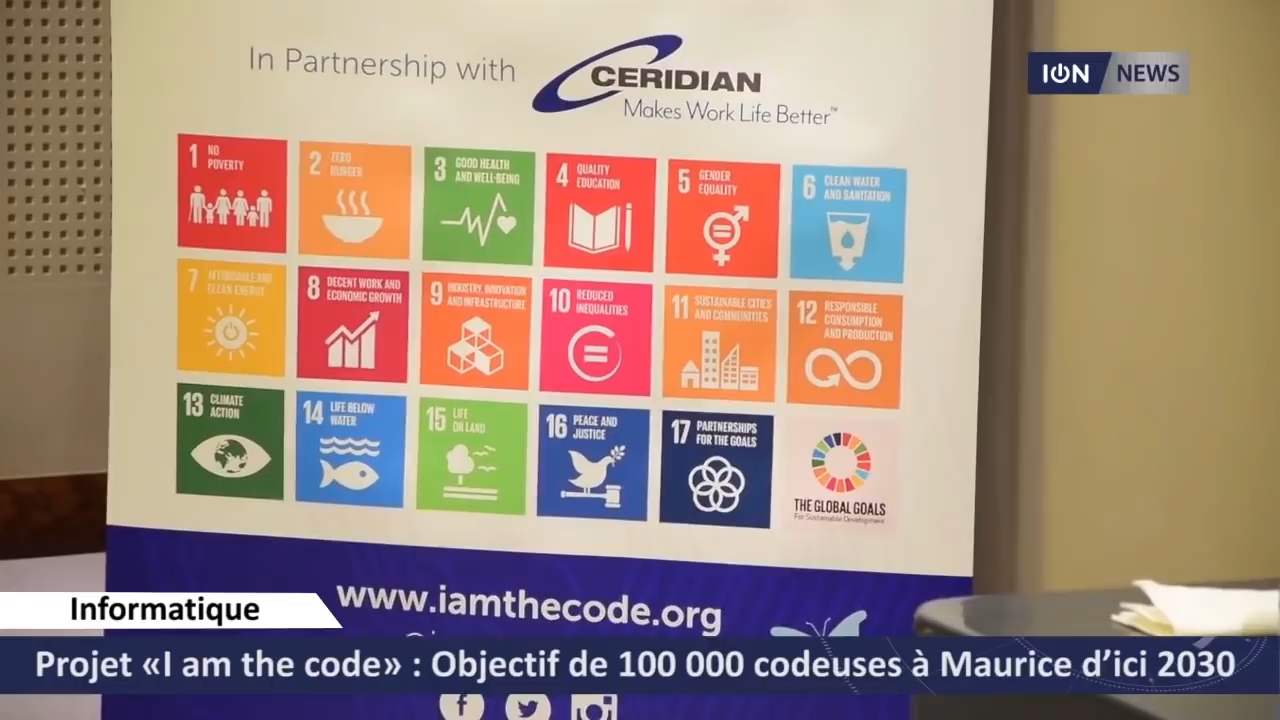 In Partnership with CERIDIAN
Makes Work Life Better™
ION NEWS
1 NO POVERTY
2 ZERO HUNGER
3 GOOD HEALTH AND WELL-BEING
4 QUALITY EDUCATION
5 GENDER EQUALITY
6 CLEAN WATER AND SANITATION
7 AFFORDABLE AND CLEAN ENERGY
8 DECENT WORK AND ECONOMIC GROWTH
9 INDUSTRY, INNOVATION AND INFRASTRUCTURE
10 REDUCED INEQUALITIES
11 SUSTAINABLE CITIES AND COMMUNITIES
12 RESPONSIBLE CONSUMPTION AND PRODUCTION
13 CLIMATE ACTION
14 LIFE BELOW WATER
15 LIFE ON LAND
16 PEACE AND JUSTICE
17 PARTNERSHIPS FOR THE GOALS
THE GLOBAL GOALS
For Sustainable Development
www.iamthecode.org
Informatique
Projet «I am the code» : Objectif de 100 000 codeuses à Maurice d'ici 2030